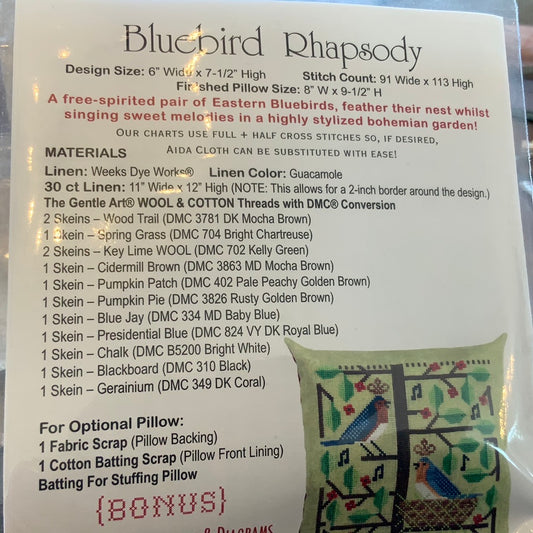 Bluebird Rhapsody
Design Size: 6" Wide x 7-1/2" High Stitch Count: 91 Wide x 113 High
Finished Pillow Size: 8" W x 9-1/2" H
A free-spirited pair of Eastern Bluebirds, feather their nest whilst
singing sweet melodies in a highly stylized bohemian garden!
Our charts use full + half cross stitches so, if desired,
Aida Cloth can be substituted with ease!
MATERIALS
Linen: Weeks Dye Works® Linen Color: Guacamole
30 ct Linen: 11" Wide x 12" High (NOTE: This allows for a 2-inch border around the design.)
The Gentle Art® WOOL & COTTON Threads with DMC® Conversion
2 Skeins – Wood Trail (DMC 3781 DK Mocha Brown)
1 Skein – Spring Grass (DMC 704 Bright Chartreuse)
2 Skeins – Key Lime WOOL (DMC 702 Kelly Green)
1 Skein – Cidermill Brown (DMC 3863 MD Mocha Brown)
1 Skein – Pumpkin Patch (DMC 402 Pale Peachy Golden Brown)
1 Skein – Pumpkin Pie (DMC 3826 Rusty Golden Brown)
1 Skein – Blue Jay (DMC 334 MD Baby Blue)
1 Skein – Presidential Blue (DMC 824 VY DK Royal Blue)
1 Skein – Chalk (DMC B5200 Bright White)
1 Skein – Blackboard (DMC 310 Black)
1 Skein – Gerainium (DMC 349 DK Coral)
For Optional Pillow:
1 Fabric Scrap (Pillow Backing)
1 Cotton Batting Scrap (Pillow Front Lining)
Batting For Stuffing Pillow
{BONUS}
& Diagrams